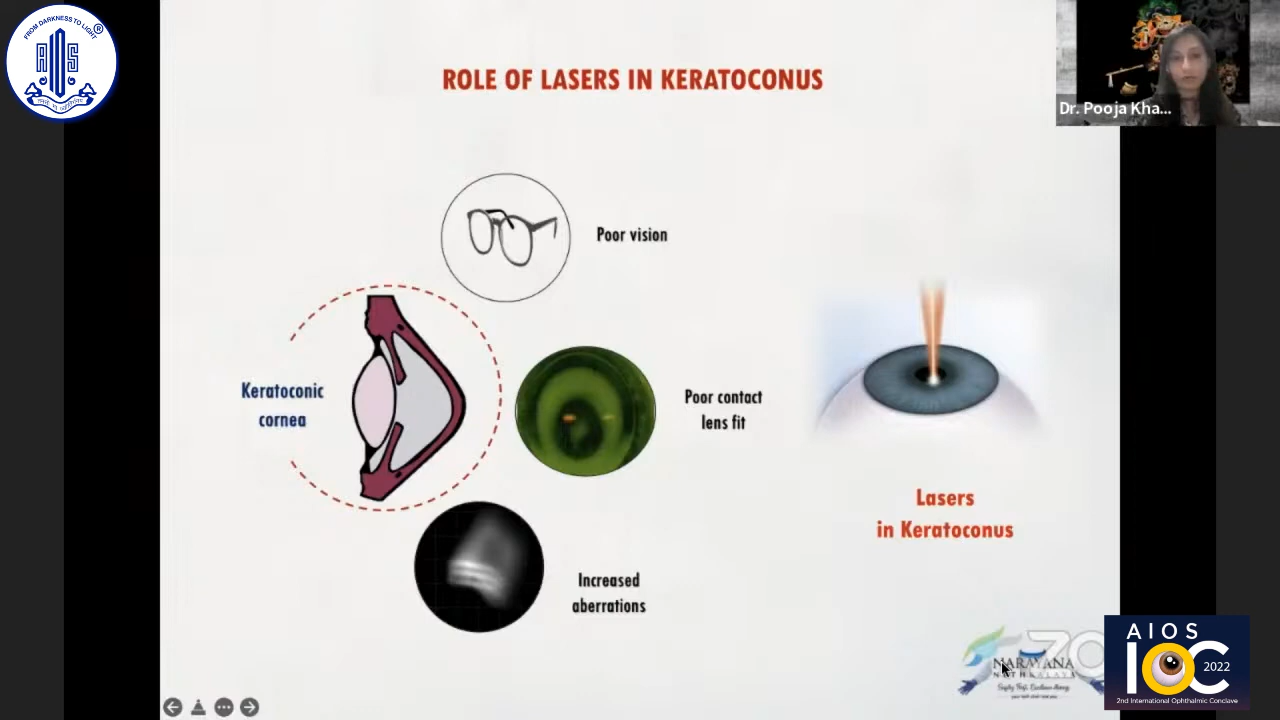 FROM DARKNESS TO LIGHT
®
AIOS
ROLE OF LASERS IN KERATOCONUS
Dr. Pooja Kha...
Poor vision
Keratoconic
cornea
Poor contact
lens fit
Increased
aberrations
Lasers
in Keratoconus
NARAYANA
NETHRALAYA
AIOS
IOC
2022
2nd International Ophthalmic Conclave